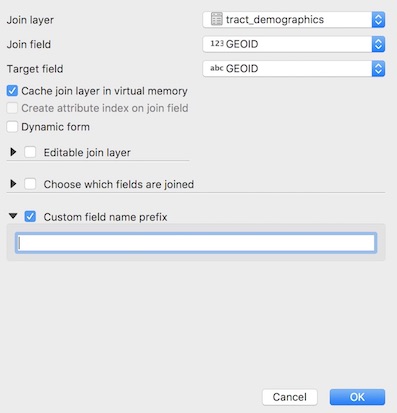 Join layer tract_demographics
Join field 123 GEOID
Target field abc GEOID
Cache join layer in virtual memory
Create attribute index on join field
Dynamic form
Editable join layer
Choose which fields are joined
Custom field name prefix
Cancel OK